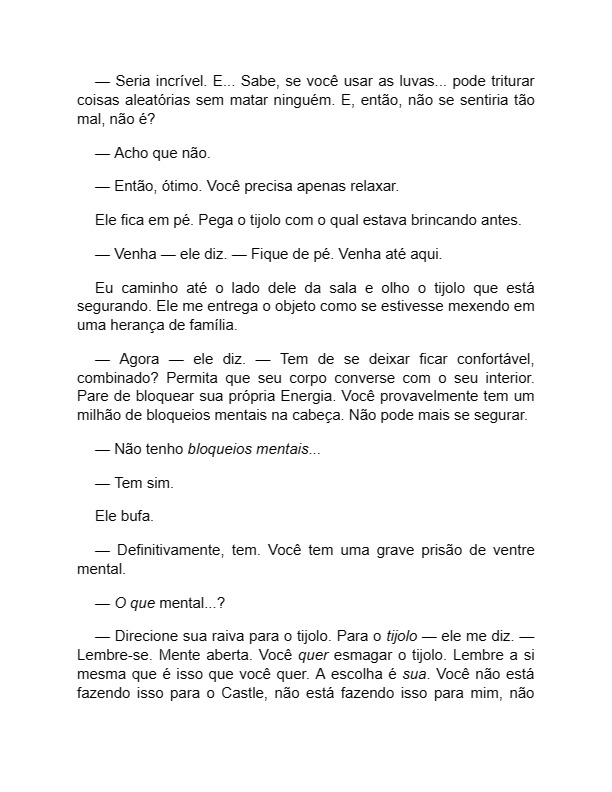 — Seria incrível. E... Sabe, se você usar as luvas... pode triturar
coisas aleatórias sem matar ninguém. E, então, não se sentiria tão
mal, não é?
— Acho que não.
— Então, ótimo. Você precisa apenas relaxar.
Ele fica em pé. Pega o tijolo com o qual estava brincando antes.
— Venha — ele diz. — Fique de pé. Venha até aqui.
Eu caminho até o lado dele da sala e olho o tijolo que está
segurando. Ele me entrega o objeto como se estivesse mexendo em
uma herança de família.
— Agora — ele diz. — Tem de se deixar ficar confortável,
combinado? Permita que seu corpo converse com o seu interior.
Pare de bloquear sua própria Energia. Você provavelmente tem um
milhão de bloqueios mentais na cabeça. Não pode mais se segurar.
— Não tenho bloqueios mentais...
— Tem sim.
Ele bufa.
— Definitivamente, tem. Você tem uma grave prisão de ventre
mental.
— O que mental...?
— Direcione sua raiva para o tijolo. Para o tijolo — ele me diz. —
Lembre-se. Mente aberta. Você quer esmagar o tijolo. Lembre a si
mesma que é isso que você quer. A escolha é sua. Você não está
fazendo isso para o Castle, não está fazendo isso para mim, não